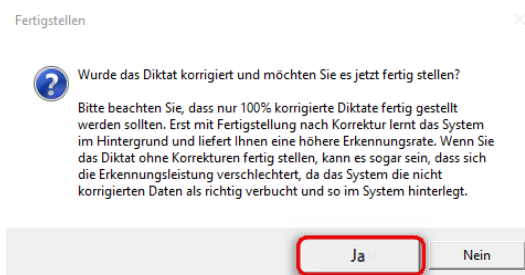 Fertigstellen
Wurde das Diktat korrigiert und möchten Sie es jetzt fertig stellen?
Bitte beachten Sie, dass nur 100% korrigierte Diktate fertig gestellt
werden sollten. Erst mit Fertigstellung nach Korrektur lernt das System
im Hintergrund und liefert Ihnen eine höhere Erkennungsrate. Wenn Sie
das Diktat ohne Korrekturen fertig stellen, kann es sogar sein, dass sich
die Erkennungsleistung verschlechtert, da das System die nicht
korrigierten Daten als richtig verbucht und so im System hinterlegt.
Ja Nein